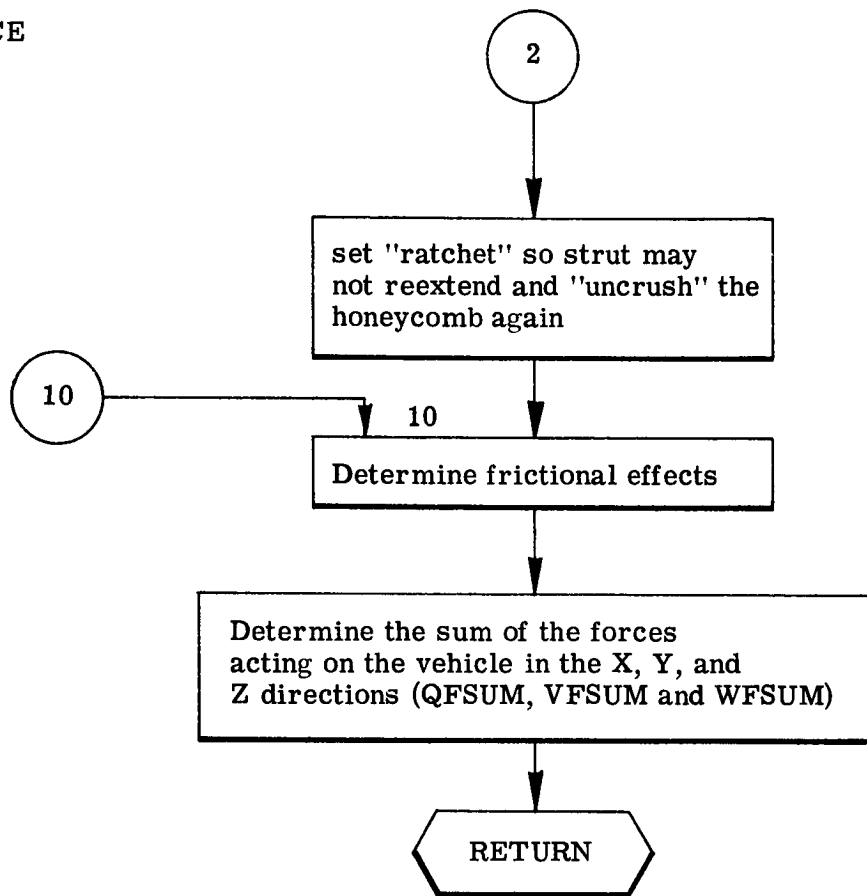 2
set "ratchet" so strut may
not reextend and "uncrush" the
honeycomb again
10
10
Determine frictional effects
Determine the sum of the forces
acting on the vehicle in the X, Y, and
Z directions (QFSUM, VFSUM and WFSUM)
RETURN